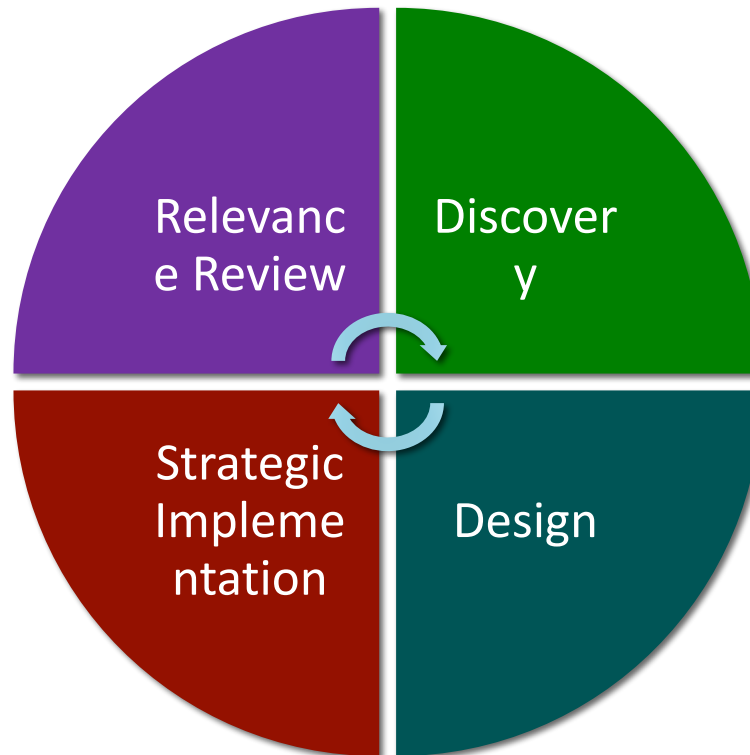 Relevanc
e Review
Discover
y
Strategic
Impleme
ntation
Design